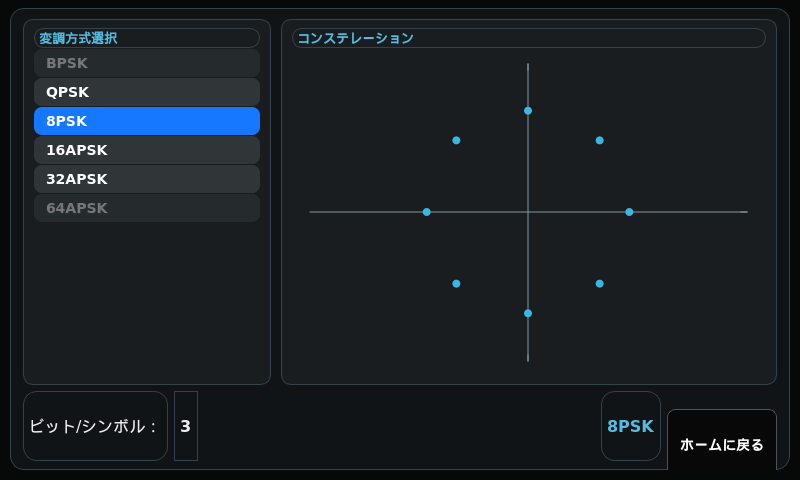 変調方式選択
BPSK
QPSK
8PSK
16APSK
32APSK
64APSK
コンステレーション
ビット/シンボル：
3
8PSK
ホームに戻る